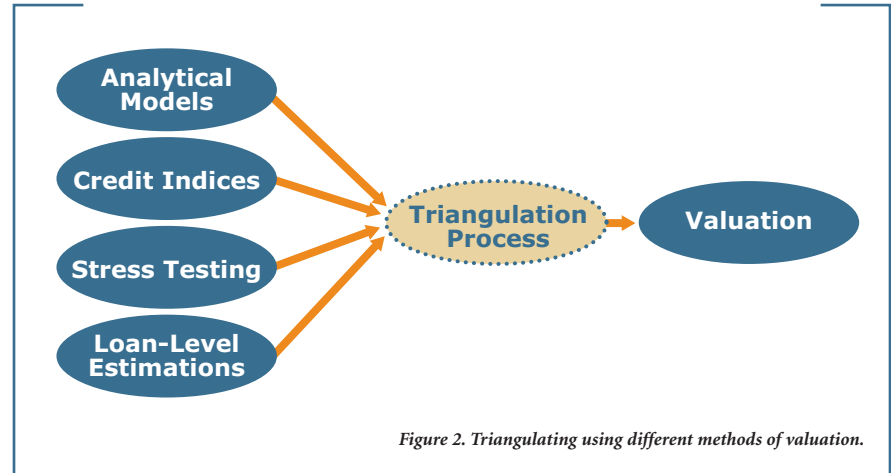 Analytical
Models
Credit Indices
Stress Testing
Loan-Level
Estimations
Triangulation
Process
Valuation
Figure 2. Triangulating using different methods of valuation.